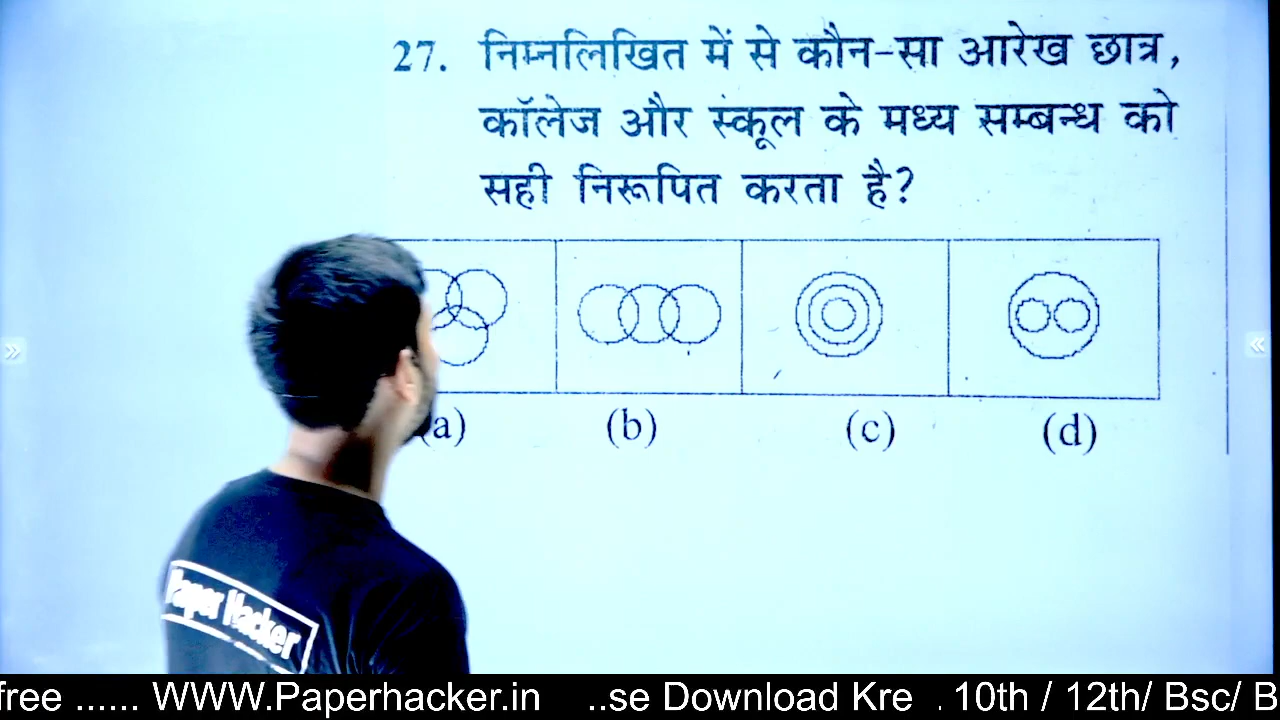 27. निम्नलिखित में से कौन-सा आरेख छात्र,
कॉलेज और स्कूल के मध्य सम्बन्ध को
सही निरूपित करता है?
(a) (b) (c) (d)
Paper Hacker
free ...... WWW.Paperhacker.in ..se Download Kre . 10th / 12th/ Bsc/ B